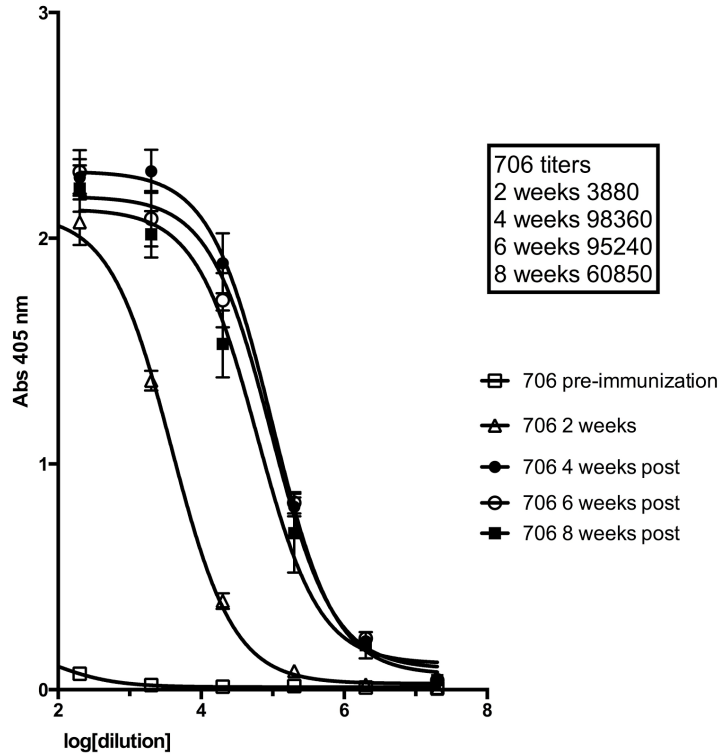 3
2
1
0
Abs 405 nm
2
4
6
8
log[dilution]
706 titers
2 weeks 3880
4 weeks 98360
6 weeks 95240
8 weeks 60850
706 pre-immunization
706 2 weeks
706 4 weeks post
706 6 weeks post
706 8 weeks post